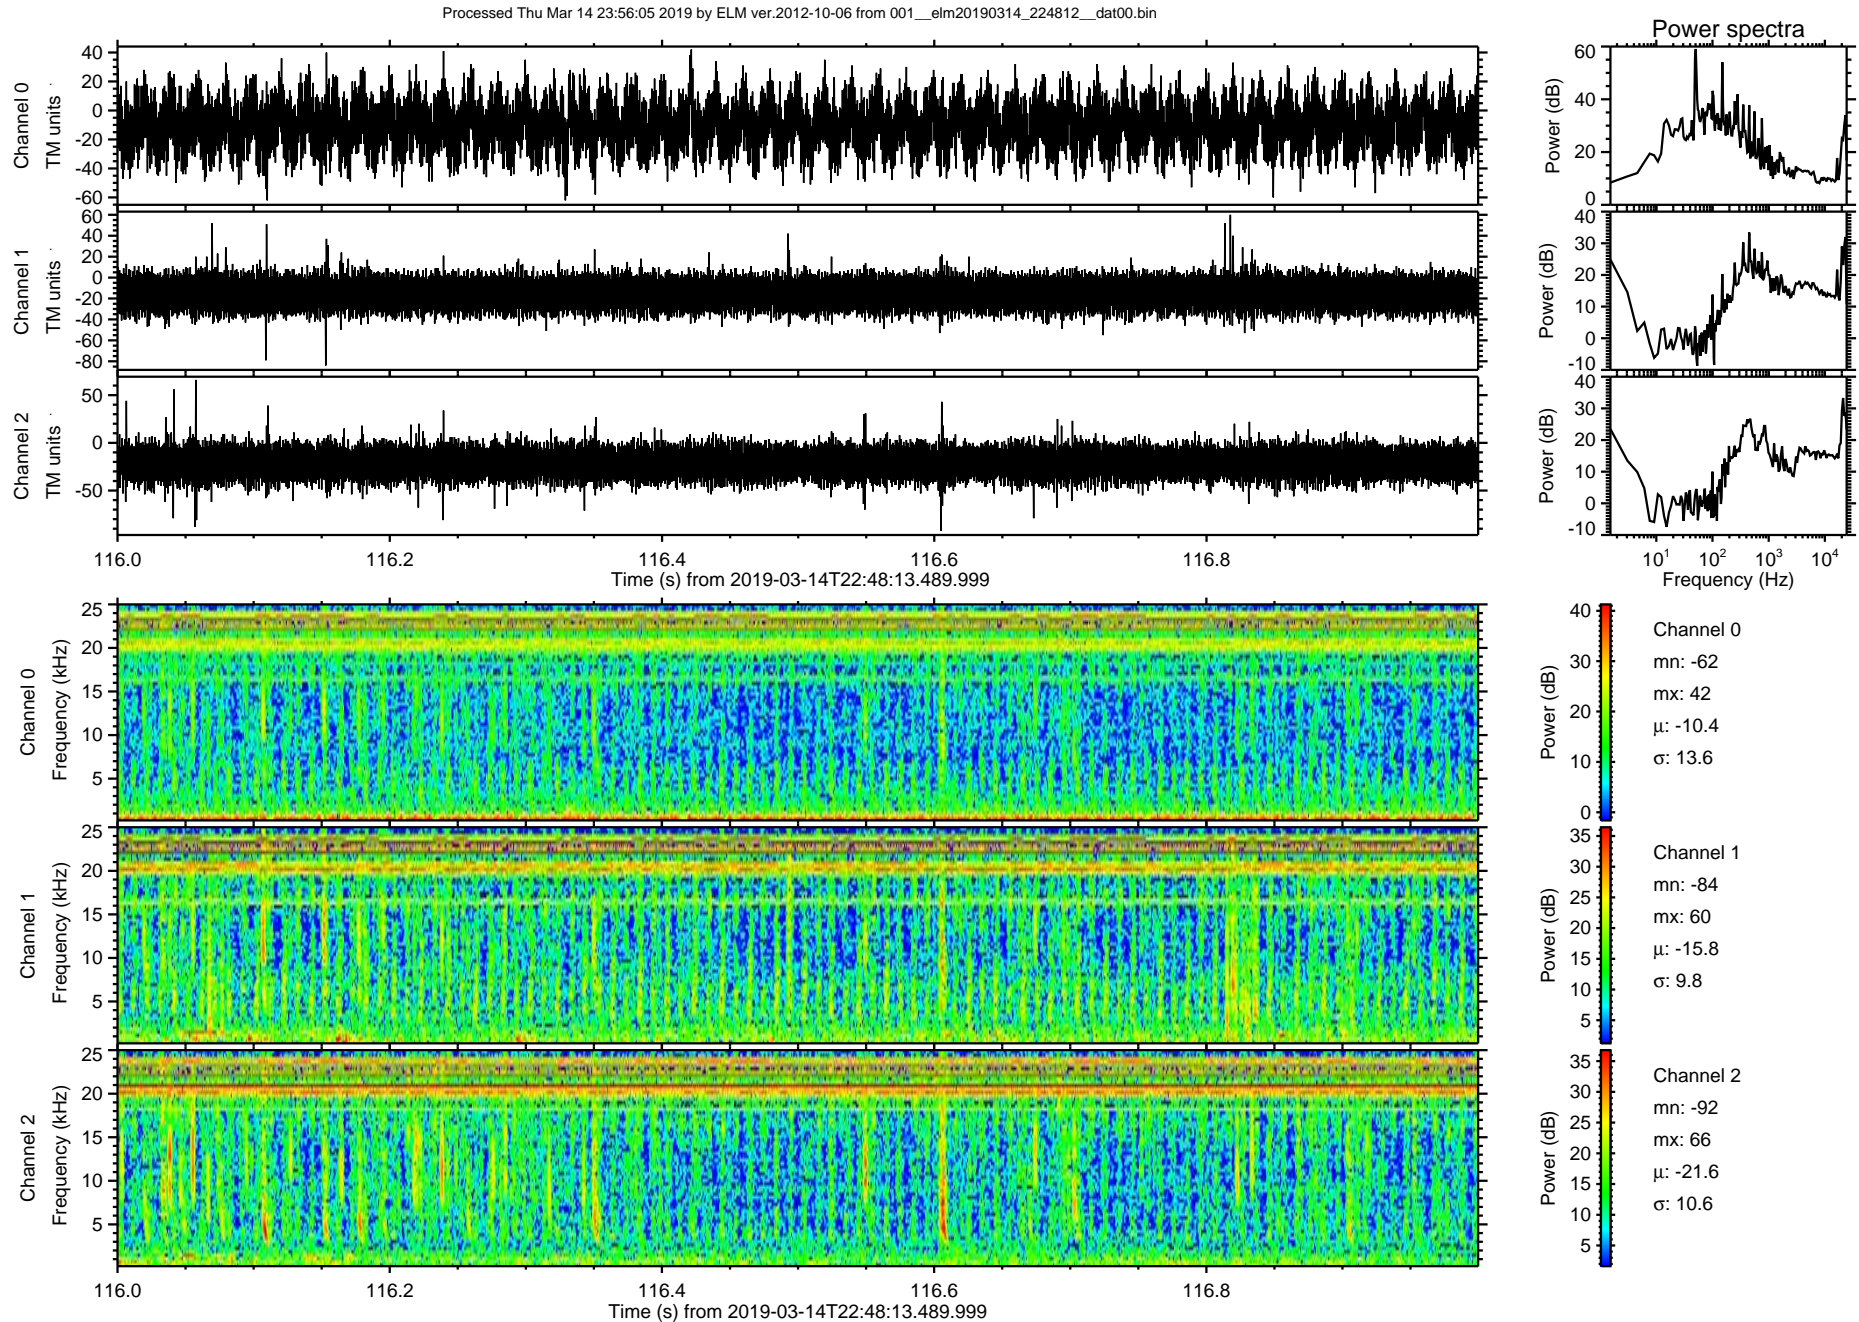 Processed Thu Mar 14 23:56:05 2019 by ELM ver.2012-10-06 from 001__elm20190314_224812__dat00.bin
Power spectra
Channel 0
TM units
40
20
0
-20
-40
-60
Power (dB)
60
40
20
0
Channel 1
TM units
60
40
20
0
-20
-40
-60
-80
Power (dB)
40
30
20
10
0
-10
Channel 2
TM units
50
0
-50
Power (dB)
40
30
20
10
0
-10
116.0 116.2 116.4 116.6 116.8
Time (s) from 2019-03-14T22:48:13.489.999
10¹ 10² 10³ 10⁴
Frequency (Hz)
Channel 0
Frequency (kHz)
25
20
15
10
5
Power (dB)
40
30
20
10
0
Channel 0
mn: -62
mx: 42
μ: -10.4
σ: 13.6
Channel 1
Frequency (kHz)
25
20
15
10
5
Power (dB)
35
30
25
20
15
10
5
Channel 1
mn: -84
mx: 60
μ: -15.8
σ: 9.8
Channel 2
Frequency (kHz)
25
20
15
10
5
Power (dB)
35
30
25
20
15
10
5
Channel 2
mn: -92
mx: 66
μ: -21.6
σ: 10.6
116.0 116.2 116.4 116.6 116.8
Time (s) from 2019-03-14T22:48:13.489.999